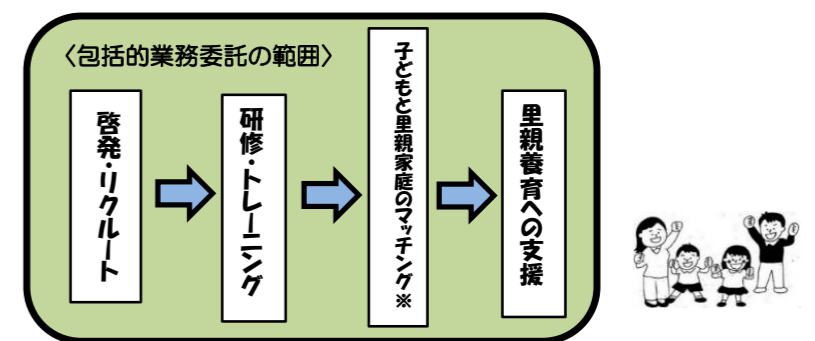 〈包括的業務委託の範囲〉
啓発・リクルート
研修・トレーニング
子どもと里親家庭のマッチング※
里親養育への支援